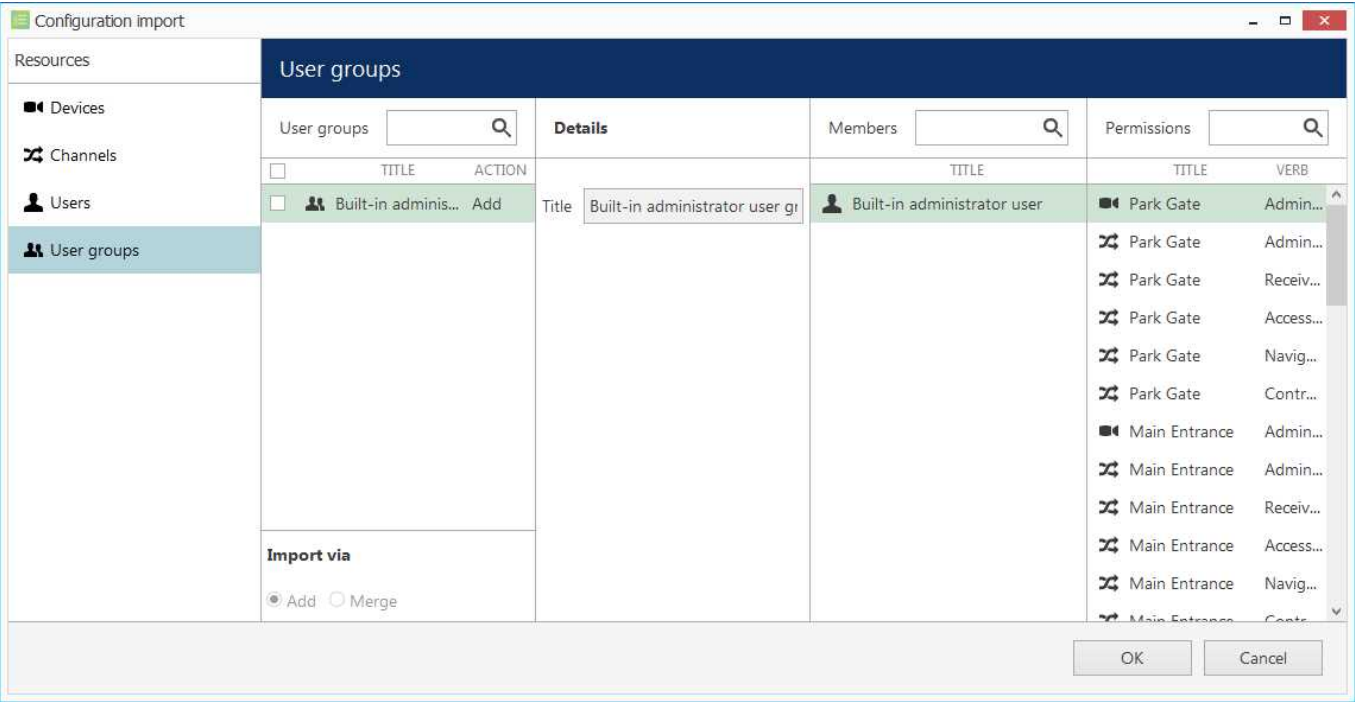 Configuration import
Resources
Devices
Channels
Users
User groups
User groups
User groups
TITLE ACTION
Built-in adminis... Add
Import via
Add Merge
Details
Title Built-in administrator user gr
Members
TITLE
Built-in administrator user
Permissions
TITLE VERB
Park Gate Admin...
Park Gate Admin...
Park Gate Receiv...
Park Gate Access...
Park Gate Navig...
Park Gate Contr...
Main Entrance Admin...
Main Entrance Admin...
Main Entrance Receiv...
Main Entrance Access...
Main Entrance Navig...
Main Entrance Contr...
OK Cancel